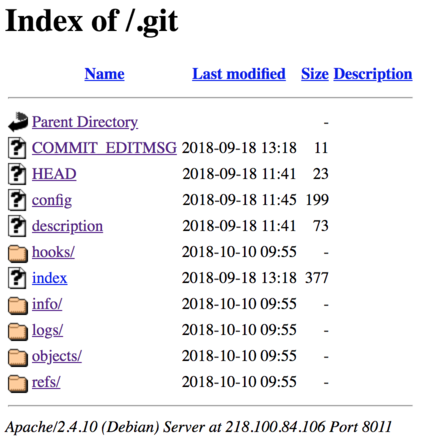 Index of /.git
Name Last modified Size Description
Parent Directory -
COMMIT_EDITMSG 2018-09-18 13:18 11
HEAD 2018-09-18 11:41 23
config 2018-09-18 11:45 199
description 2018-09-18 11:41 73
hooks/ 2018-10-10 09:55 -
index 2018-09-18 13:18 377
info/ 2018-10-10 09:55 -
logs/ 2018-10-10 09:55 -
objects/ 2018-10-10 09:55 -
refs/ 2018-10-10 09:55 -
Apache/2.4.10 (Debian) Server at 218.100.84.106 Port 8011